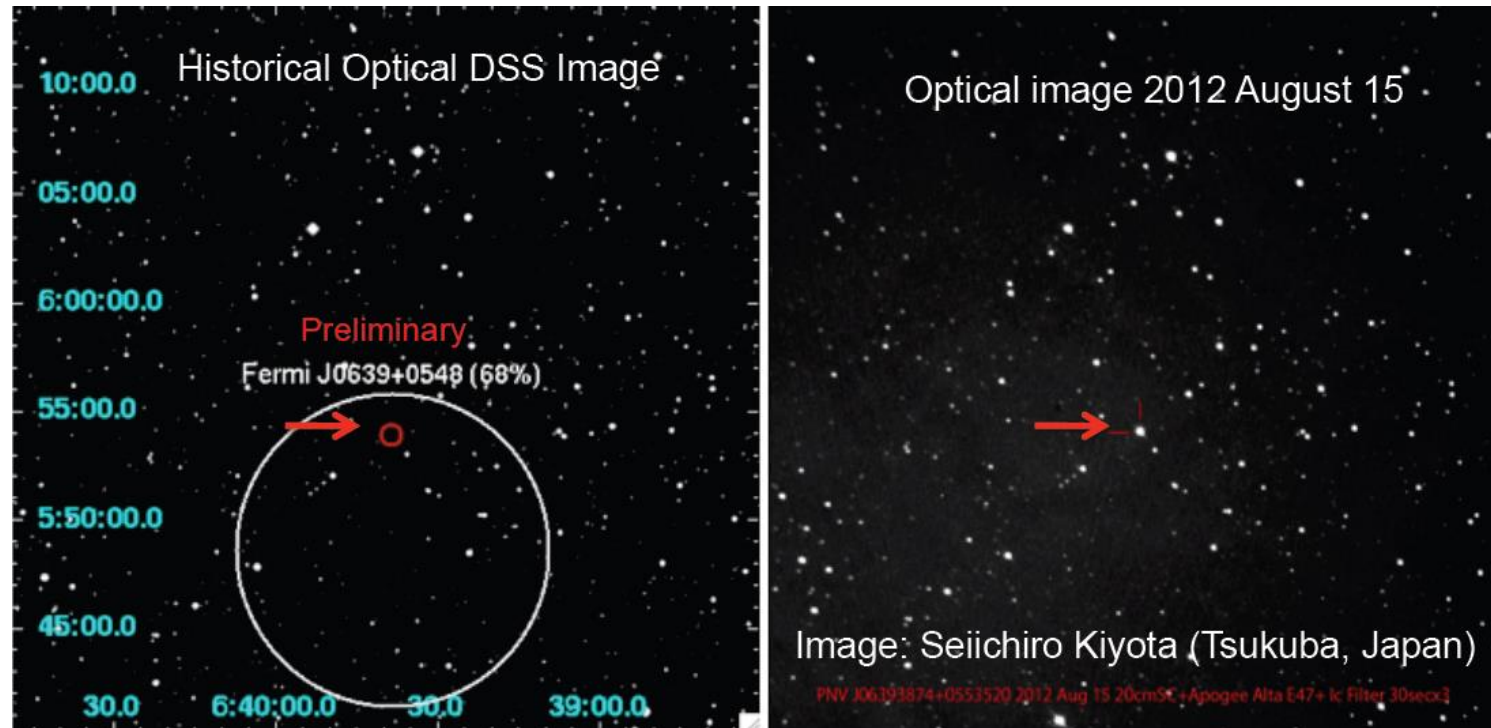 Historical Optical DSS Image
10:00.0
05:00.0
6:00:00.0
Preliminary
Fermi J0639+0548 (68%)
55:00.0
5:50:00.0
45:00.0
30.0 6:40:00.0 30.0 39:00.0
Optical image 2012 August 15
Image: Seiichiro Kiyota (Tsukuba, Japan)
PNV J06393874+0553520 2012 Aug 15 20cmSC+Apogee Alta E47+ Ic Filter 30secx3